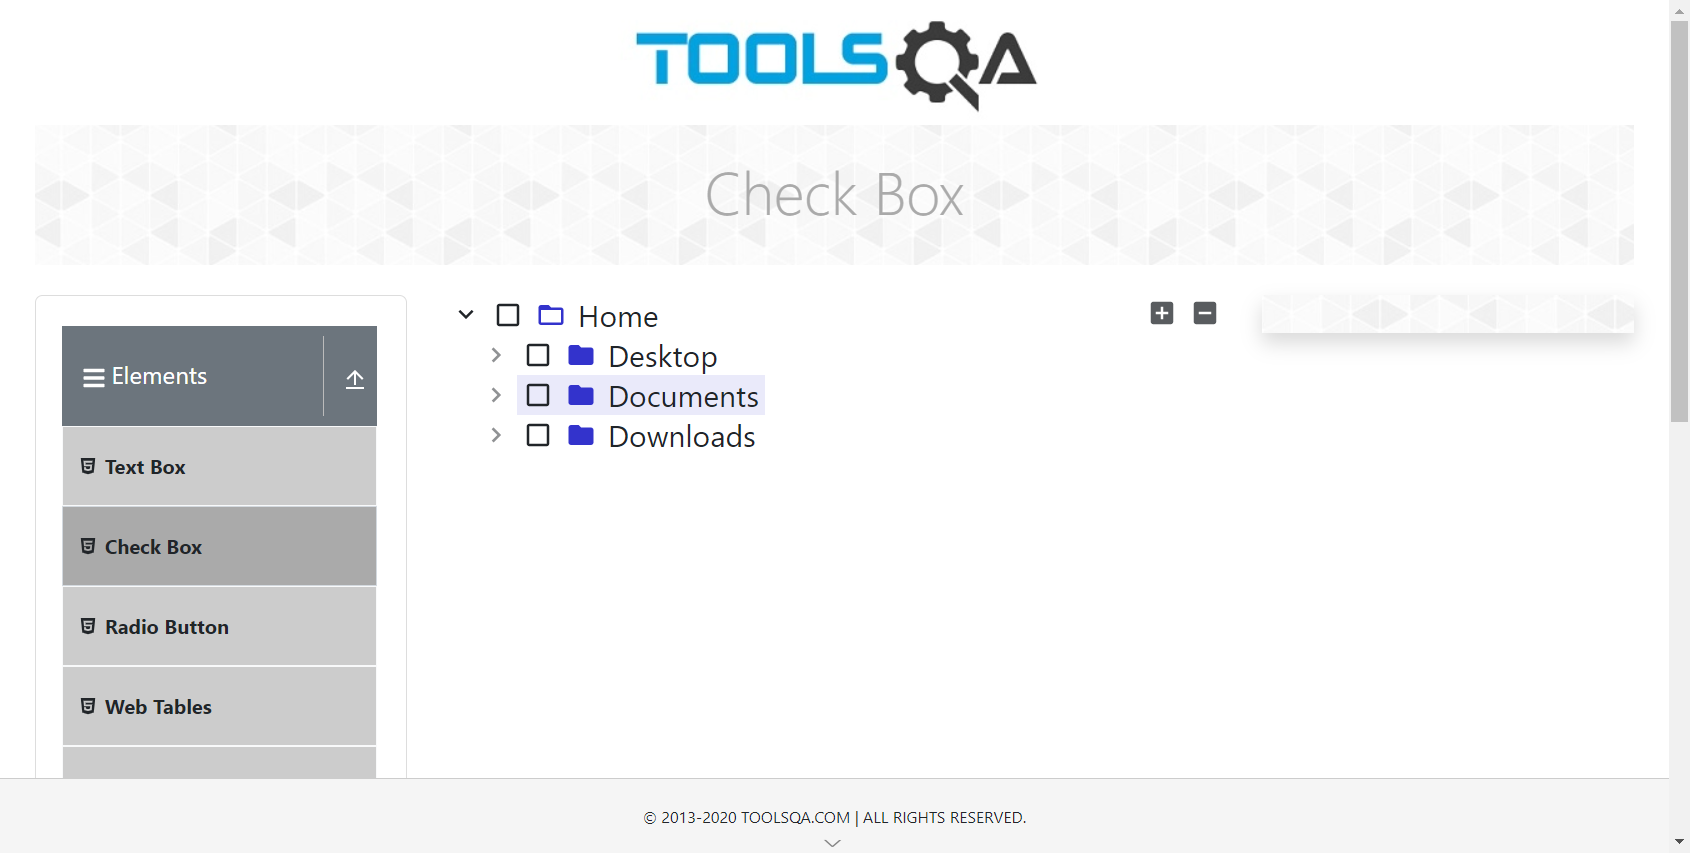 TOOLSQA
Check Box
Elements
Text Box
Check Box
Radio Button
Web Tables
Home
Desktop
Documents
Downloads
© 2013-2020 TOOLSQA.COM | ALL RIGHTS RESERVED.